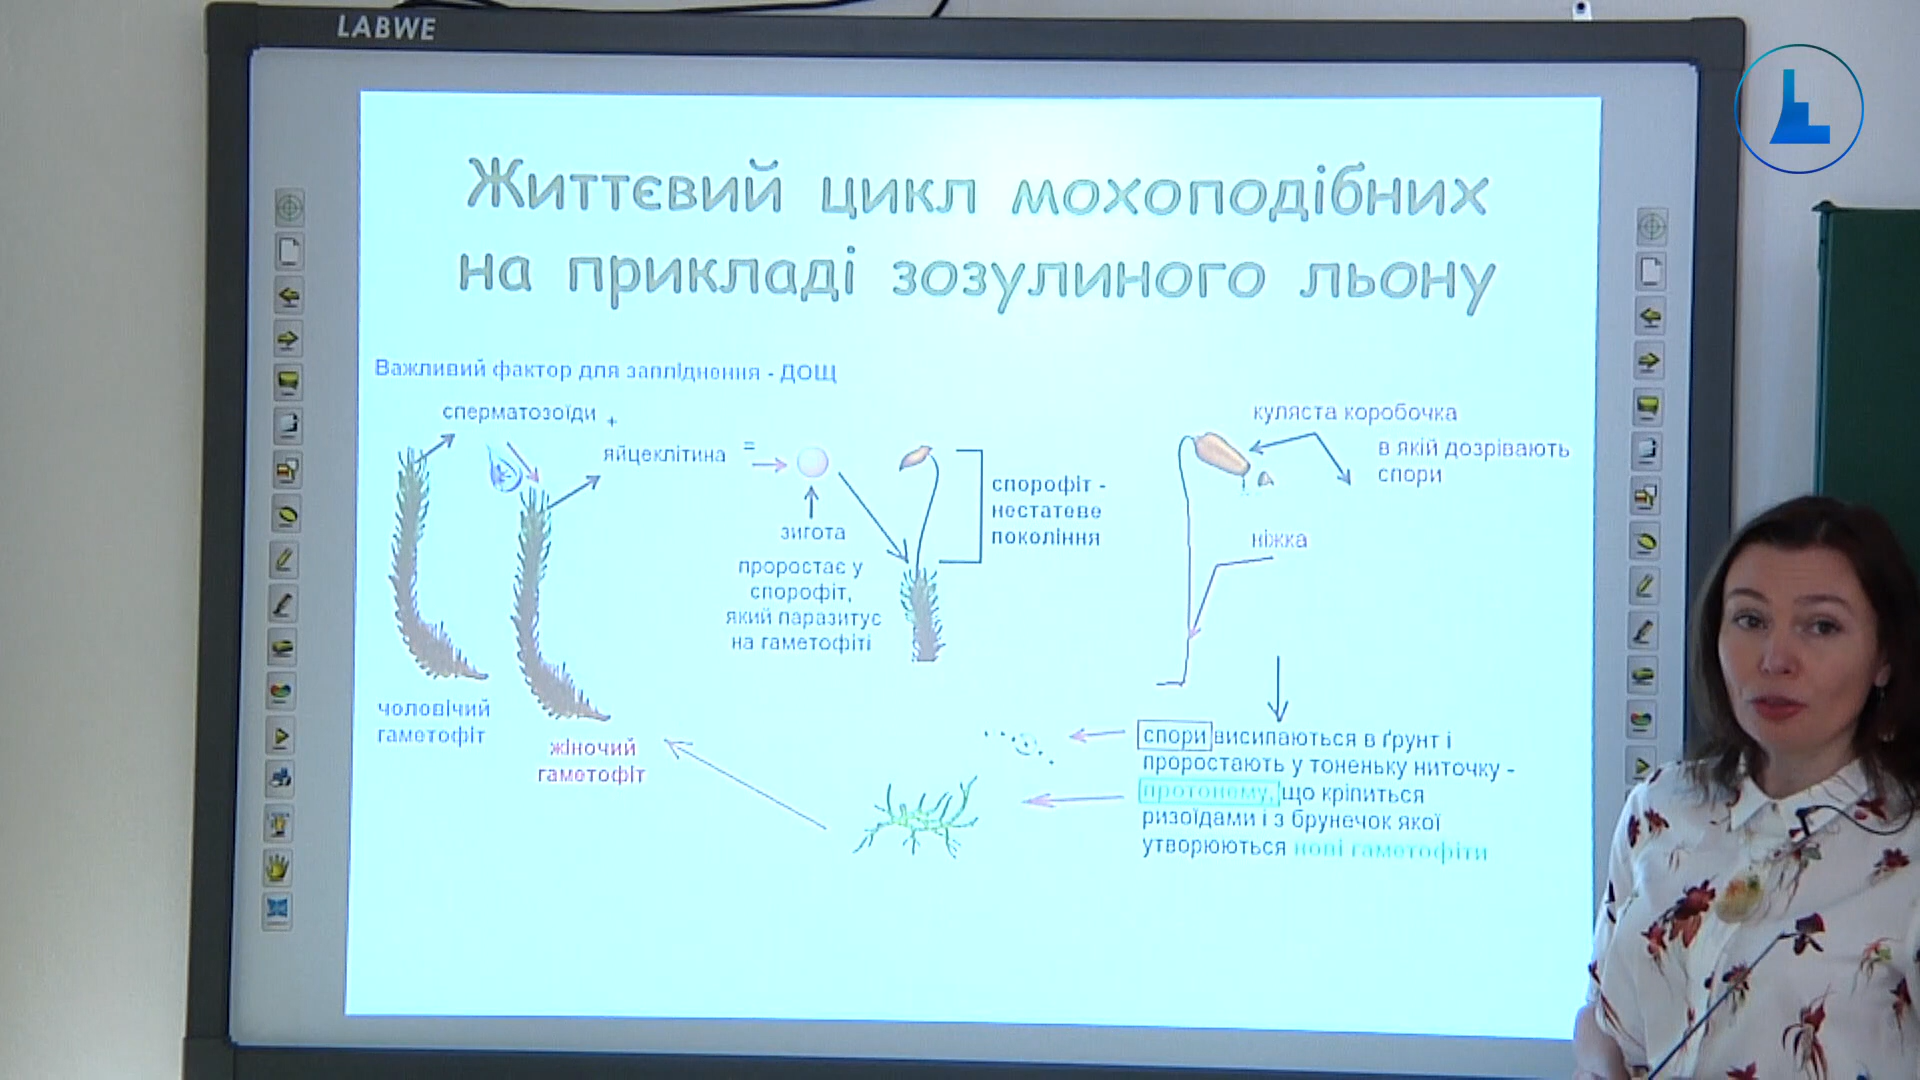 LABWE
L
Життєвий цикл мохоподібних
на прикладі зозулиного льону
Важливий фактор для запліднення - ДОЩ
сперматозоїди +
яйцеклітина =
зигота
проростає у
спорофіт,
який паразитує
на гаметофіті
спорофіт -
нестатеве
покоління
куляста коробочка
в якій дозрівають
спори
ніжка
чоловічий
гаметофіт
жіночий
гаметофіт
спори висипаються в ґрунт і
проростають у тоненьку ниточку -
протонему, що кріпиться
ризоїдами і з брунечок якої
утворюються нові гаметофіти